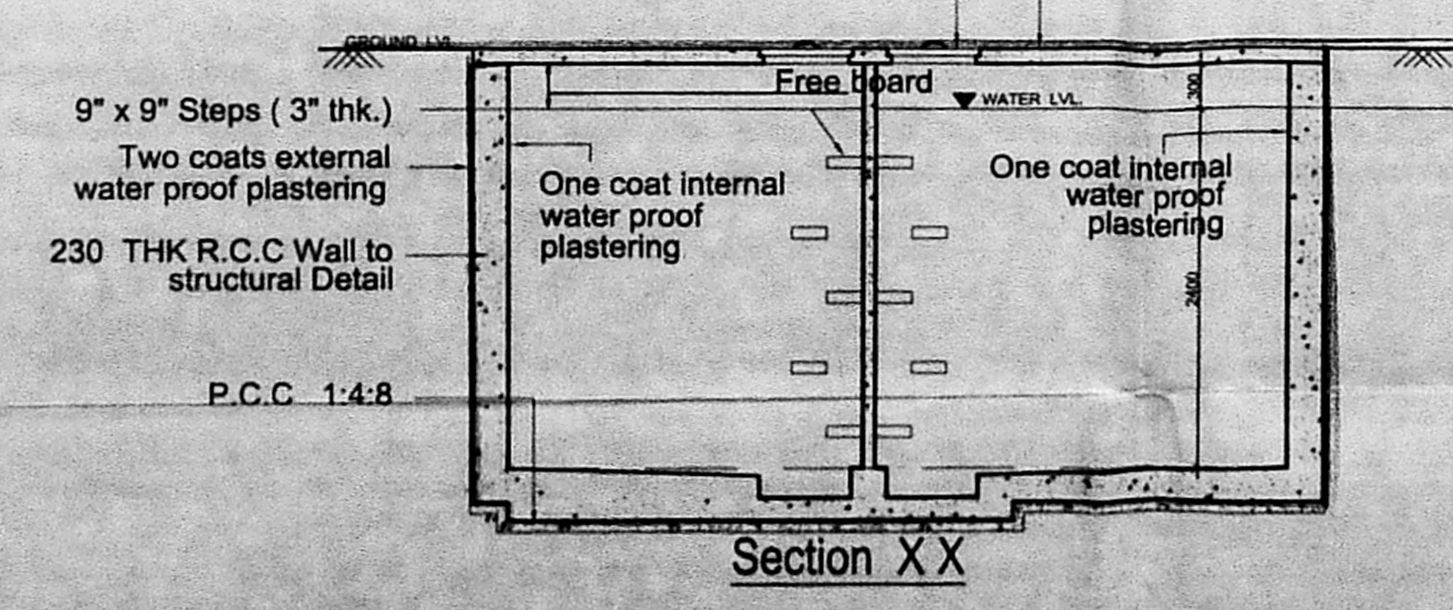 GROUND LVL
Free board
9" x 9" Steps ( 3" thk.)
WATER LVL.
300
Two coats external
water proof plastering
One coat internal
water proof
plastering
One coat internal
water proof
plastering
230 THK R.C.C Wall to
structural Detail
2400
P.C.C 1:4:8
Section X X